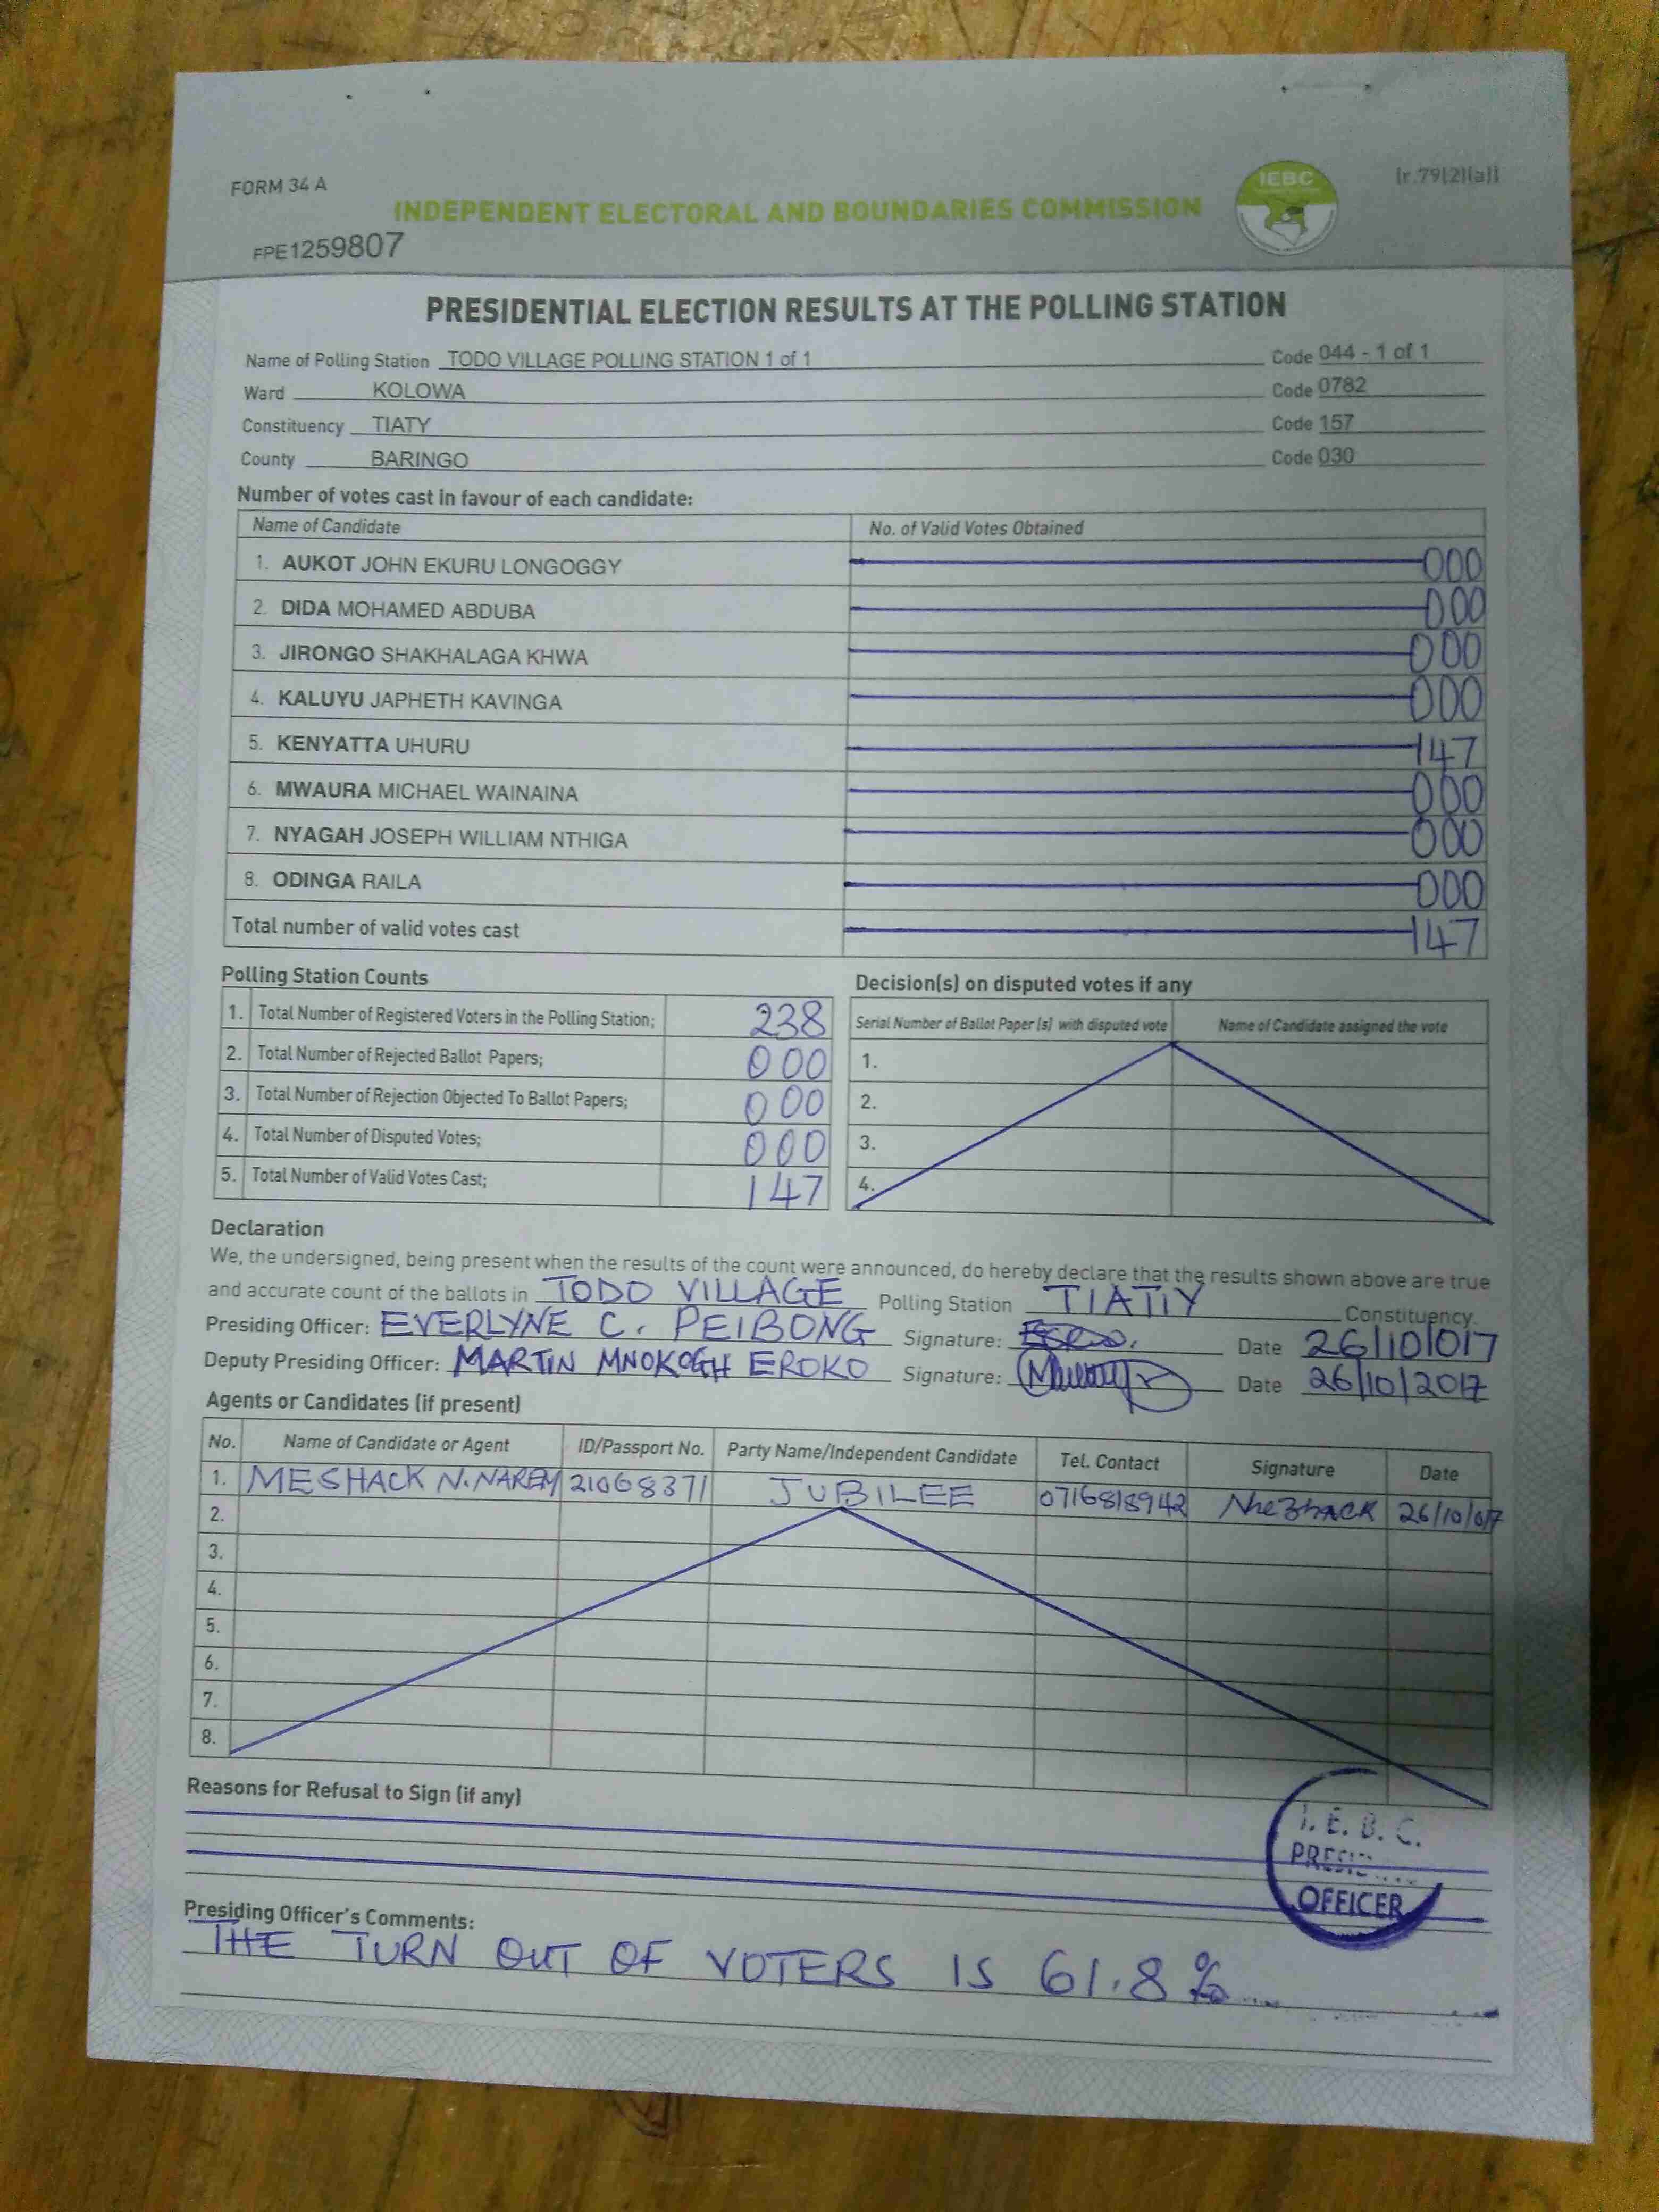 FORM 34 A
IEBC
[r.79[2][a]]
INDEPENDENT ELECTORAL AND BOUNDARIES COMMISSION
FPE1259807
PRESIDENTIAL ELECTION RESULTS AT THE POLLING STATION
Name of Polling Station TODO VILLAGE POLLING STATION 1 of 1 Code 044 - 1 of 1
Ward KOLOWA Code 0782
Constituency TIATY Code 157
County BARINGO Code 030
Number of votes cast in favour of each candidate:
Name of Candidate No. of Valid Votes Obtained
1. AUKOT JOHN EKURU LONGOGGY 000
2. DIDA MOHAMED ABDUBA 000
3. JIRONGO SHAKHALAGA KHWA 000
4. KALUYU JAPHETH KAVINGA 000
5. KENYATTA UHURU 147
6. MWAURA MICHAEL WAINAINA 000
7. NYAGAH JOSEPH WILLIAM NTHIGA 000
8. ODINGA RAILA 000
Total number of valid votes cast 147
Polling Station Counts
1. Total Number of Registered Voters in the Polling Station; 238
2. Total Number of Rejected Ballot Papers; 000
3. Total Number of Rejection Objected To Ballot Papers; 000
4. Total Number of Disputed Votes; 000
5. Total Number of Valid Votes Cast; 147
Decision(s) on disputed votes if any
Serial Number of Ballot Paper (s) with disputed vote Name of Candidate assigned the vote
1.
2.
3.
4.
Declaration
We, the undersigned, being present when the results of the count were announced, do hereby declare that the results shown above are true
and accurate count of the ballots in TODO VILLAGE Polling Station TIATIY Constituency.
Presiding Officer: EVERLYNE C. PEIBONG Signature: Date 26/10/017
Deputy Presiding Officer: MARTIN MNOKOGH EROKO Signature: Date 26/10/2017
Agents or Candidates (if present)
No. Name of Candidate or Agent ID/Passport No. Party Name/Independent Candidate Tel. Contact Signature Date
1. MESHACK N. NAREM 21068371 JUBILEE 0716818942 26/10/017
2.
3.
4.
5.
6.
7.
8.
Reasons for Refusal to Sign (if any)
I. E. B. C.
OFFICER
Presiding Officer's Comments:
THE TURN OUT OF VOTERS IS 61.8%